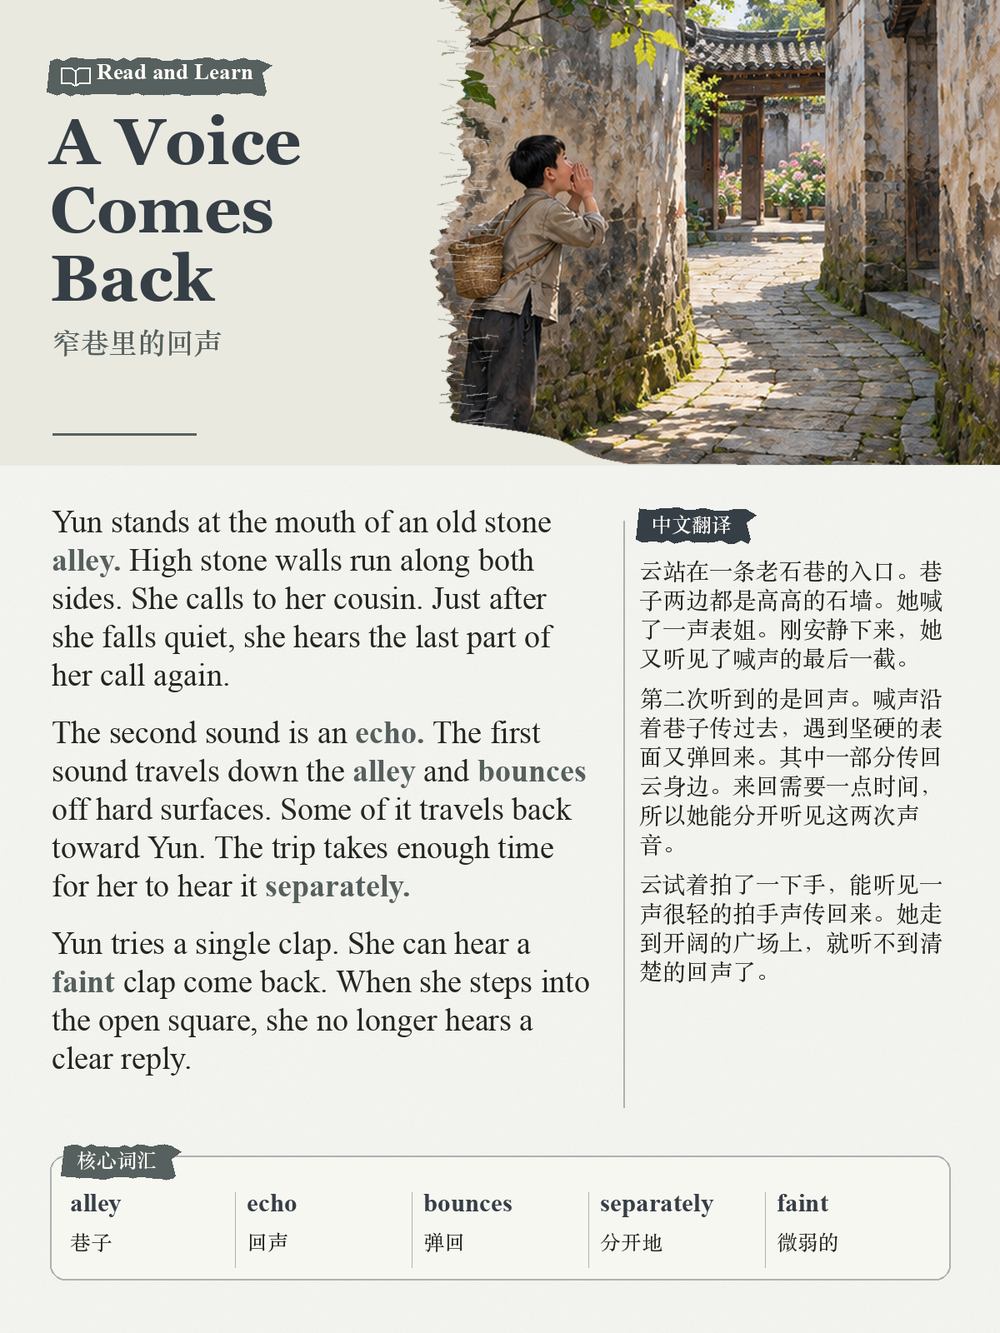 Read and Learn
A Voice
Comes
Back
窄巷里的回声
Yun stands at the mouth of an old stone
alley. High stone walls run along both
sides. She calls to her cousin. Just after
she falls quiet, she hears the last part of
her call again.
The second sound is an echo. The first
sound travels down the alley and bounces
off hard surfaces. Some of it travels back
toward Yun. The trip takes enough time
for her to hear it separately.
Yun tries a single clap. She can hear a
faint clap come back. When she steps into
the open square, she no longer hears a
clear reply.
中文翻译
云站在一条老石巷的入口。巷
子两边都是高高的石墙。她喊
了一声表姐。刚安静下来，她
又听见了喊声的最后一截。
第二次听到的是回声。喊声沿
着巷子传过去，遇到坚硬的表
面又弹回来。其中一部分传回
云身边。来回需要一点时间，
所以她能分开听见这两次声
音。
云试着拍了一下手，能听见一
声很轻的拍手声传回来。她走
到开阔的广场上，就听不到清
楚的回声了。
核心词汇
alley
巷子
echo
回声
bounces
弹回
separately
分开地
faint
微弱的